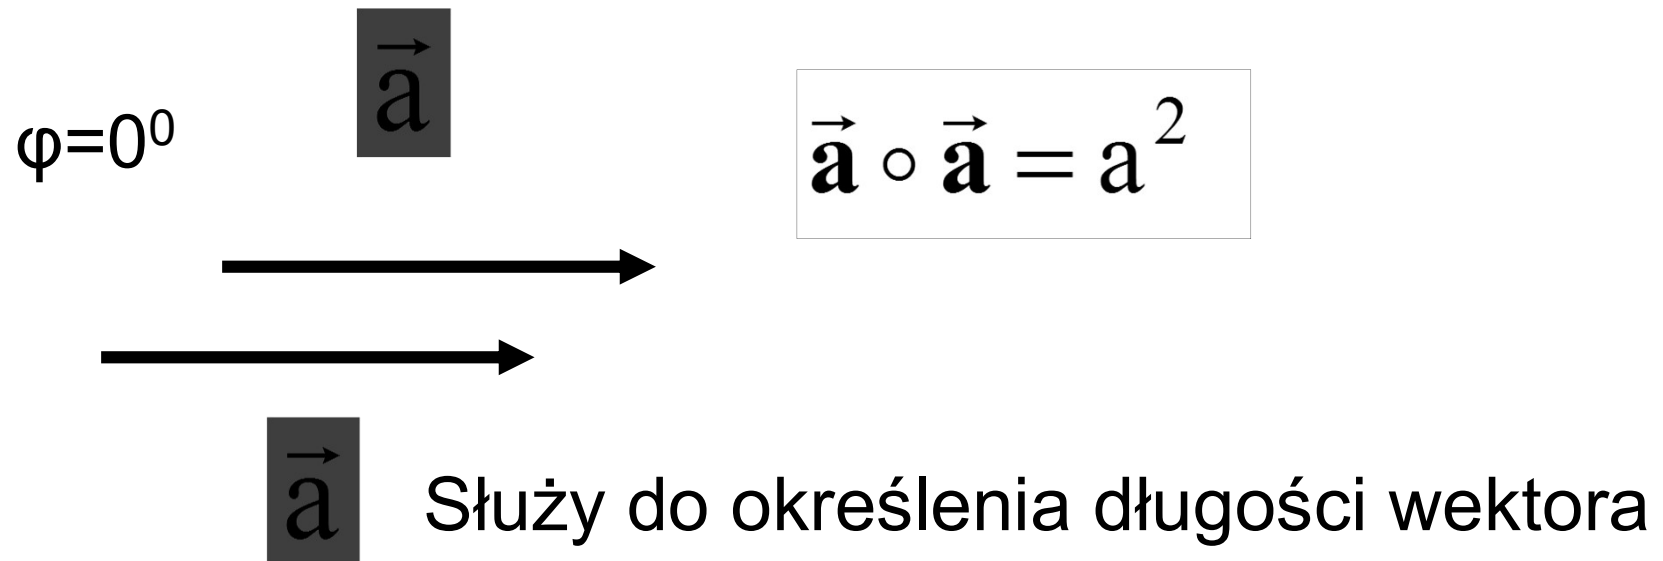 a⃗
φ=0⁰
𝐚⃗ ∘ 𝐚⃗ = a²
a⃗
Służy do określenia długości wektora